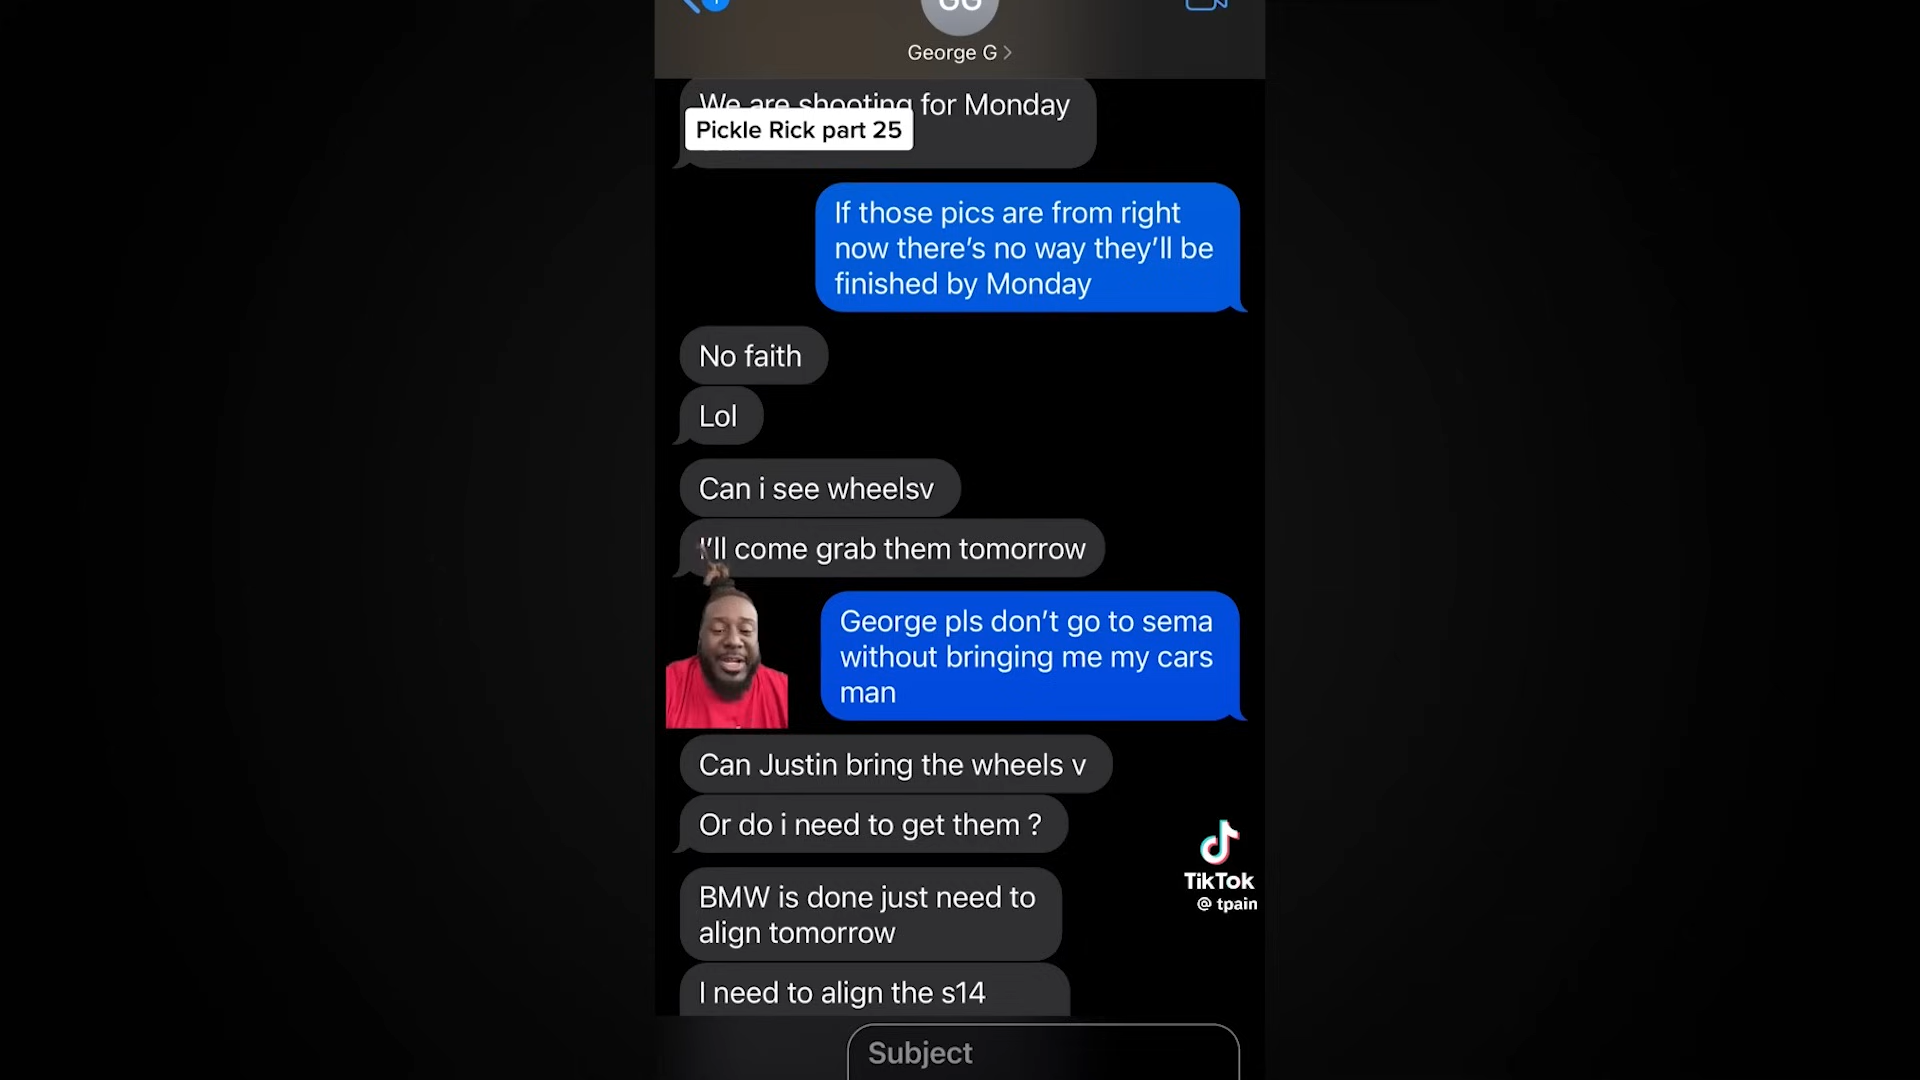 GG
George G
We are shooting for Monday
Pickle Rick part 25
If those pics are from right
now there’s no way they’ll be
finished by Monday
No faith
Lol
Can i see wheelsv
I’ll come grab them tomorrow
George pls don’t go to sema
without bringing me my cars
man
Can Justin bring the wheels v
Or do i need to get them ?
BMW is done just need to
align tomorrow
I need to align the s14
TikTok
@ tpain
Subject